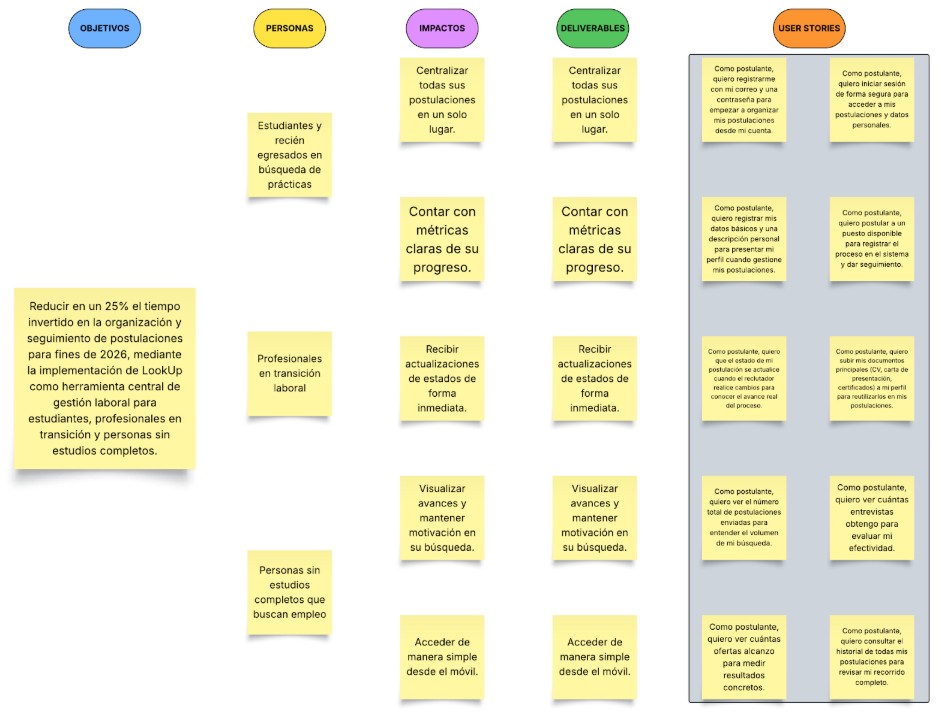 OBJETIVOS
PERSONAS
IMPACTOS
DELIVERABLES
USER STORIES
Reducir en un 25% el tiempo
invertido en la organización y
seguimiento de postulaciones
para fines de 2026, mediante
la implementación de LookUp
como herramienta central de
gestión laboral para
estudiantes, profesionales en
transición y personas sin
estudios completos.
Estudiantes y
recién
egresados en
búsqueda de
prácticas
Profesionales
en transición
laboral
Personas sin
estudios
completos que
buscan empleo
Centralizar
todas sus
postulaciones
en un solo
lugar.
Contar con
métricas
claras de su
progreso.
Recibir
actualizaciones
de estados de
forma
inmediata.
Visualizar
avances y
mantener
motivación en
su búsqueda.
Acceder de
manera simple
desde el móvil.
Centralizar
todas sus
postulaciones
en un solo
lugar.
Contar con
métricas
claras de su
progreso.
Recibir
actualizaciones
de estados de
forma
inmediata.
Visualizar
avances y
mantener
motivación en
su búsqueda.
Acceder de
manera simple
desde el móvil.
Como postulante,
quiero registrarme
con mi correo y una
contraseña para
empezar a organizar
mis postulaciones
desde mi cuenta.
Como postulante,
quiero iniciar sesión
de forma segura para
acceder a mis
postulaciones y datos
personales.
Como postulante,
quiero registrar mis
datos básicos y una
descripción personal
para presentar mi
perfil cuando gestione
mis postulaciones.
Como postulante,
quiero postular a un
puesto disponible
para registrar el
proceso en el sistema
y dar seguimiento.
Como postulante, quiero
que el estado de mi
postulación se actualice
cuando el reclutador
realice cambios para
conocer el avance real
del proceso.
Como postulante, quiero
subir mis documentos
principales (CV, carta de
presentación,
certificados) a mi perfil
para reutilizarlos en mis
postulaciones.
Como postulante,
quiero ver el número
total de postulaciones
enviadas para
entender el volumen
de mi búsqueda.
Como postulante,
quiero ver cuántas
entrevistas
obtengo para
evaluar mi
efectividad.
Como postulante,
quiero ver cuántas
ofertas alcanzo
para medir
resultados
concretos.
Como postulante,
quiero consultar el
historial de todas mis
postulaciones para
revisar mi recorrido
completo.